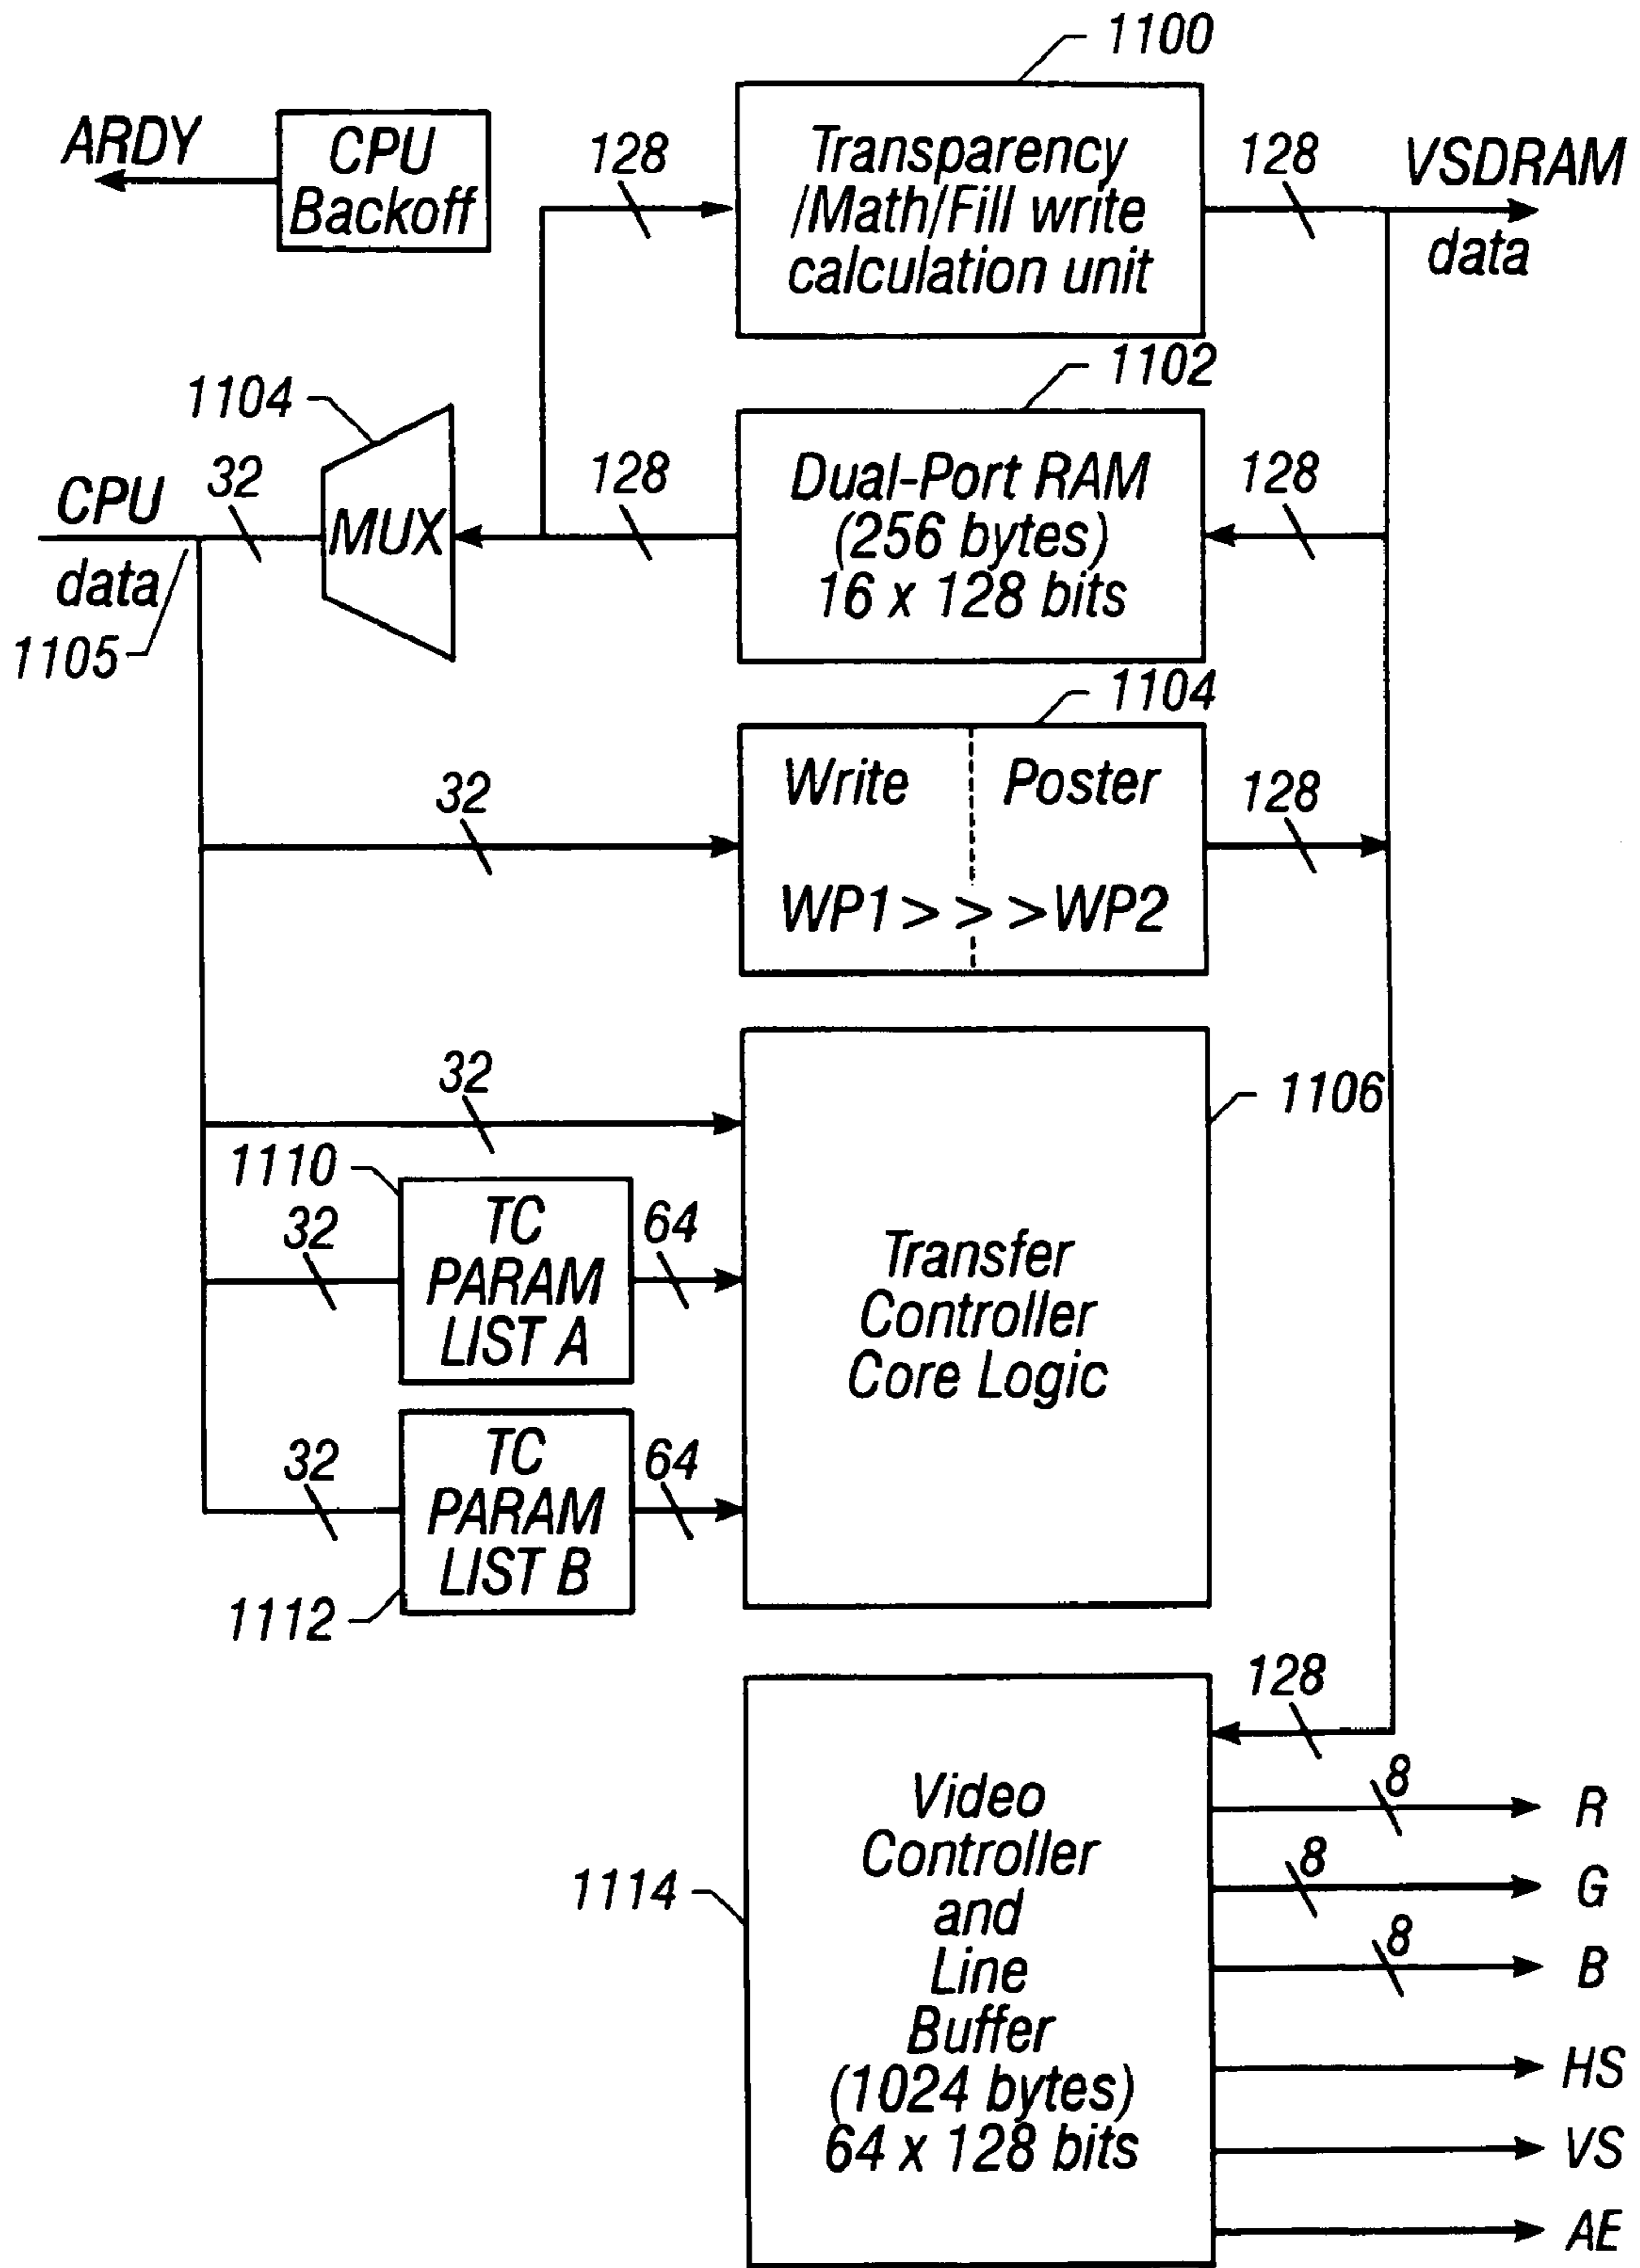 1100
ARDY
CPU
Backoff
128
Transparency
/Math/Fill write
calculation unit
128
VSDRAM
data
1104
1102
CPU
data
32
MUX
128
Dual-Port RAM
(256 bytes)
16 x 128 bits
128
1105
1104
32
Write Poster
WP1 > > > WP2
128
32
1106
1110
32
TC
PARAM
LIST A
64
Transfer
Controller
Core Logic
32
TC
PARAM
LIST B
64
1112
128
1114
Video
Controller
and
Line
Buffer
(1024 bytes)
64 x 128 bits
8
R
8
G
8
B
HS
VS
AE